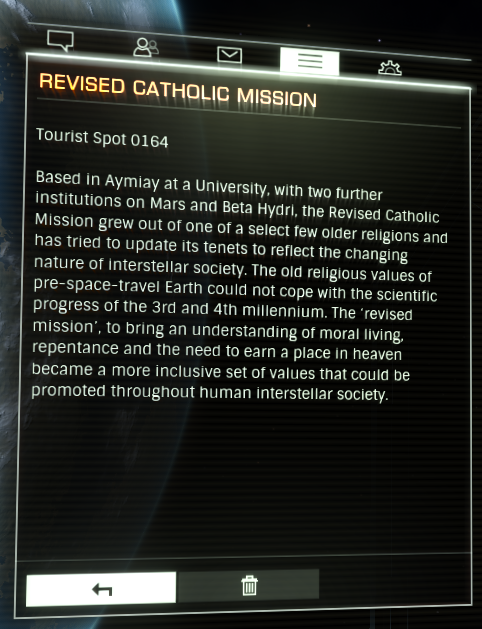 REVISED CATHOLIC MISSION
Tourist Spot 0164
Based in Aymiay at a University, with two further
institutions on Mars and Beta Hydri, the Revised Catholic
Mission grew out of one of a select few older religions and
has tried to update its tenets to reflect the changing
nature of interstellar society. The old religious values of
pre-space-travel Earth could not cope with the scientific
progress of the 3rd and 4th millennium. The ‘revised
mission’, to bring an understanding of moral living,
repentance and the need to earn a place in heaven
became a more inclusive set of values that could be
promoted throughout human interstellar society.